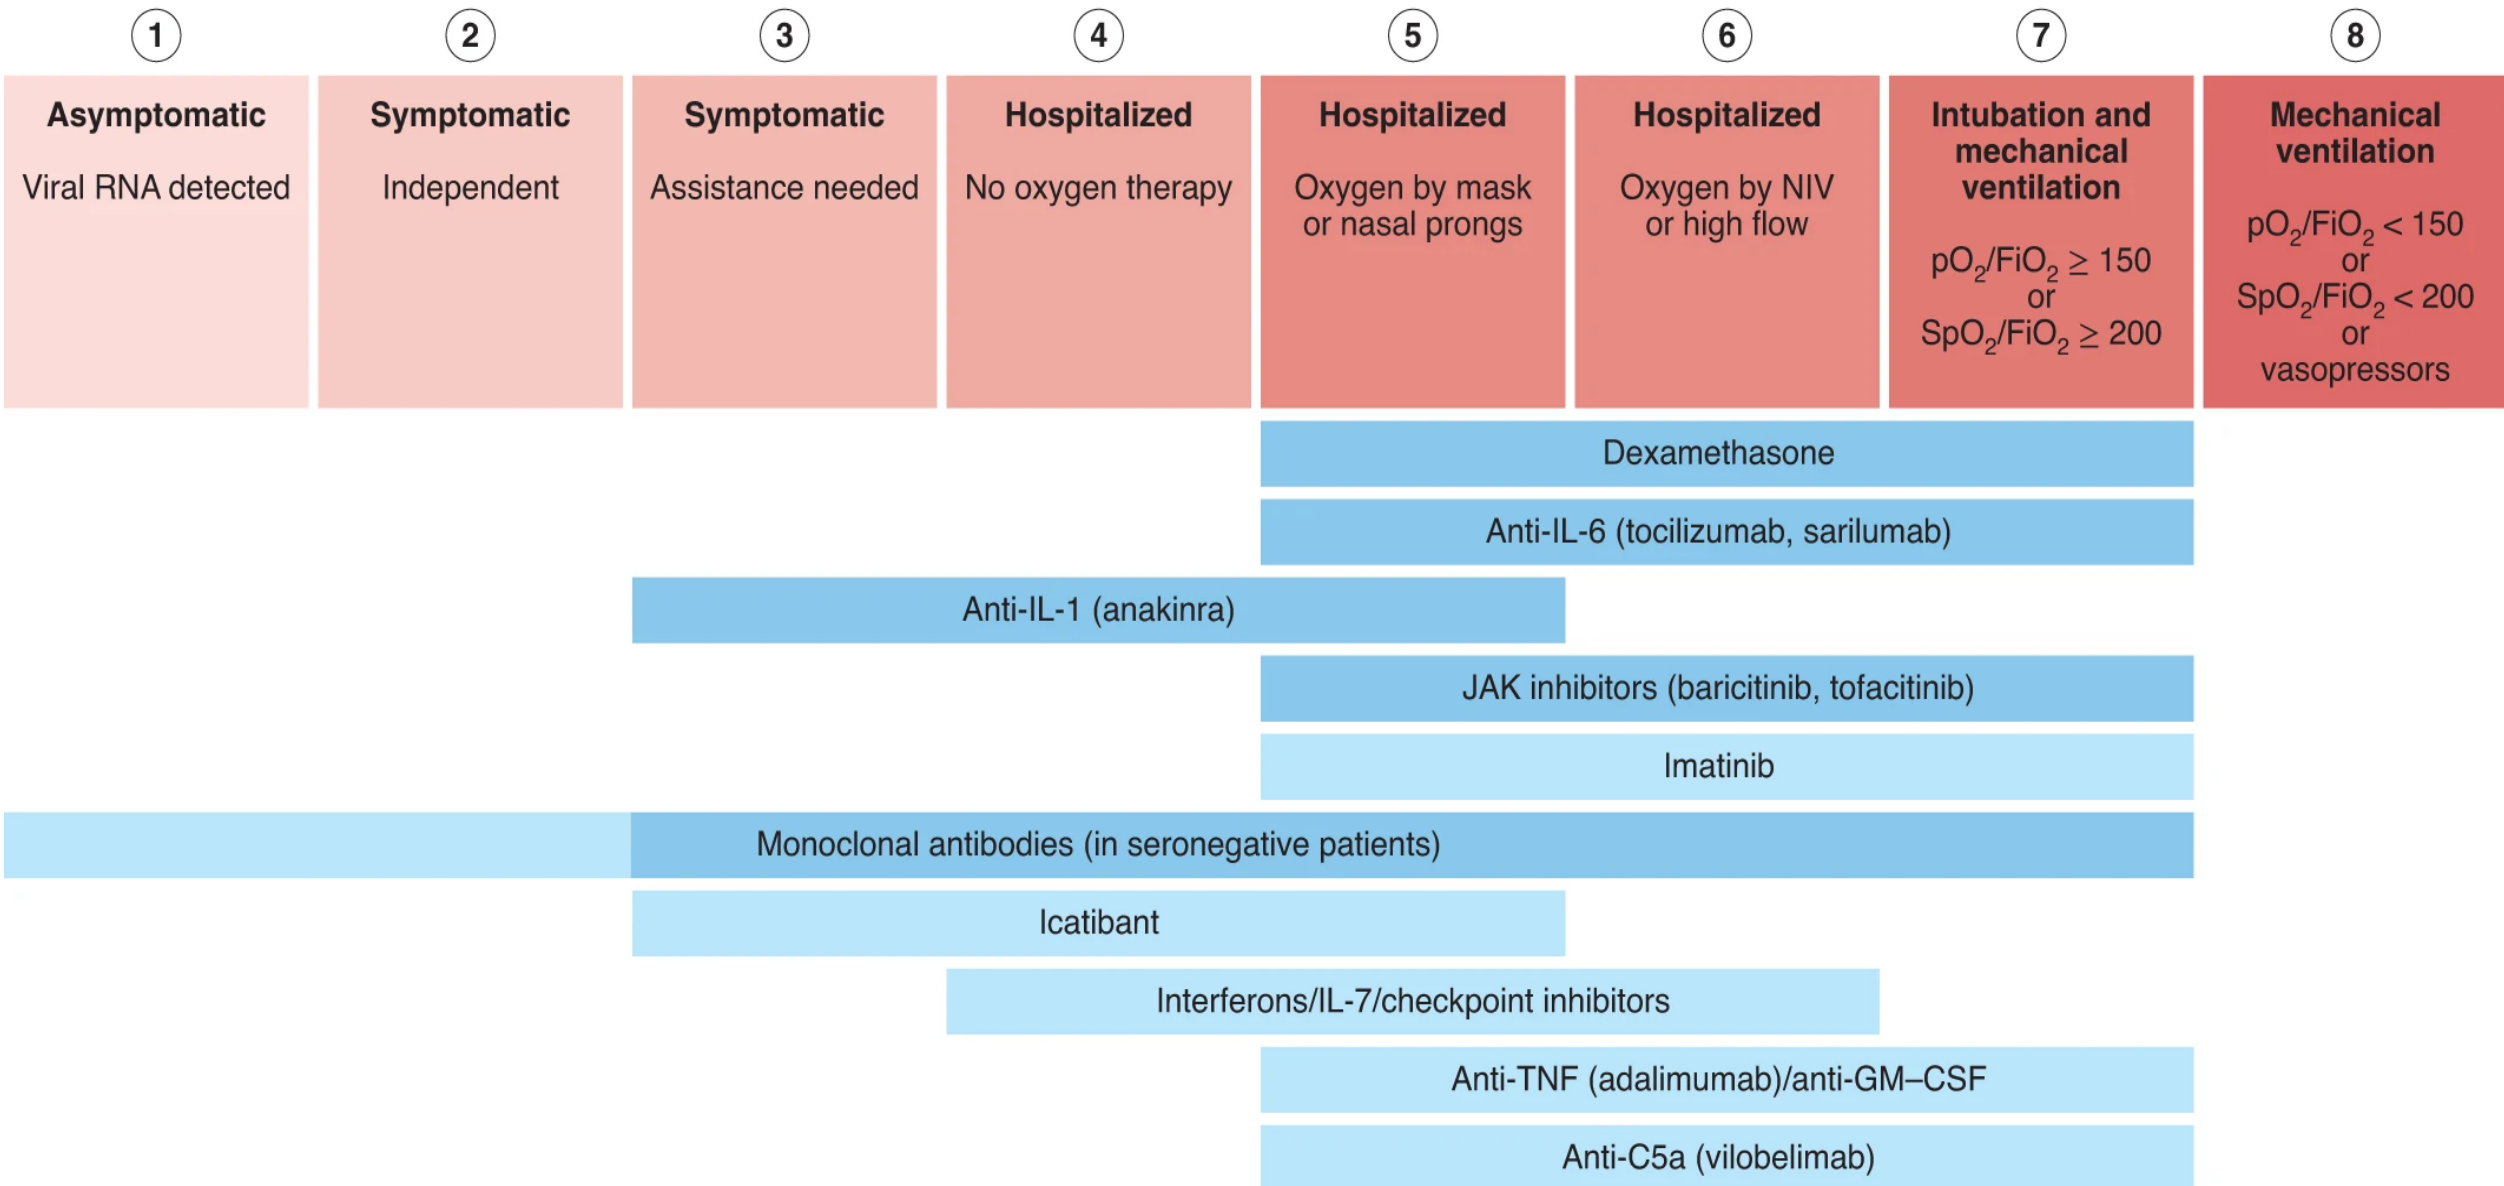 1
2
3
4
5
6
7
8
Asymptomatic
Viral RNA detected
Symptomatic
Independent
Symptomatic
Assistance needed
Hospitalized
No oxygen therapy
Hospitalized
Oxygen by mask
or nasal prongs
Hospitalized
Oxygen by NIV
or high flow
Intubation and
mechanical
ventilation
pO₂/FiO₂ ≥ 150
or
SpO₂/FiO₂ ≥ 200
Mechanical
ventilation
pO₂/FiO₂ < 150
or
SpO₂/FiO₂ < 200
or
vasopressors
Dexamethasone
Anti-IL-6 (tocilizumab, sarilumab)
Anti-IL-1 (anakinra)
JAK inhibitors (baricitinib, tofacitinib)
Imatinib
Monoclonal antibodies (in seronegative patients)
Icatibant
Interferons/IL-7/checkpoint inhibitors
Anti-TNF (adalimumab)/anti-GM–CSF
Anti-C5a (vilobelimab)